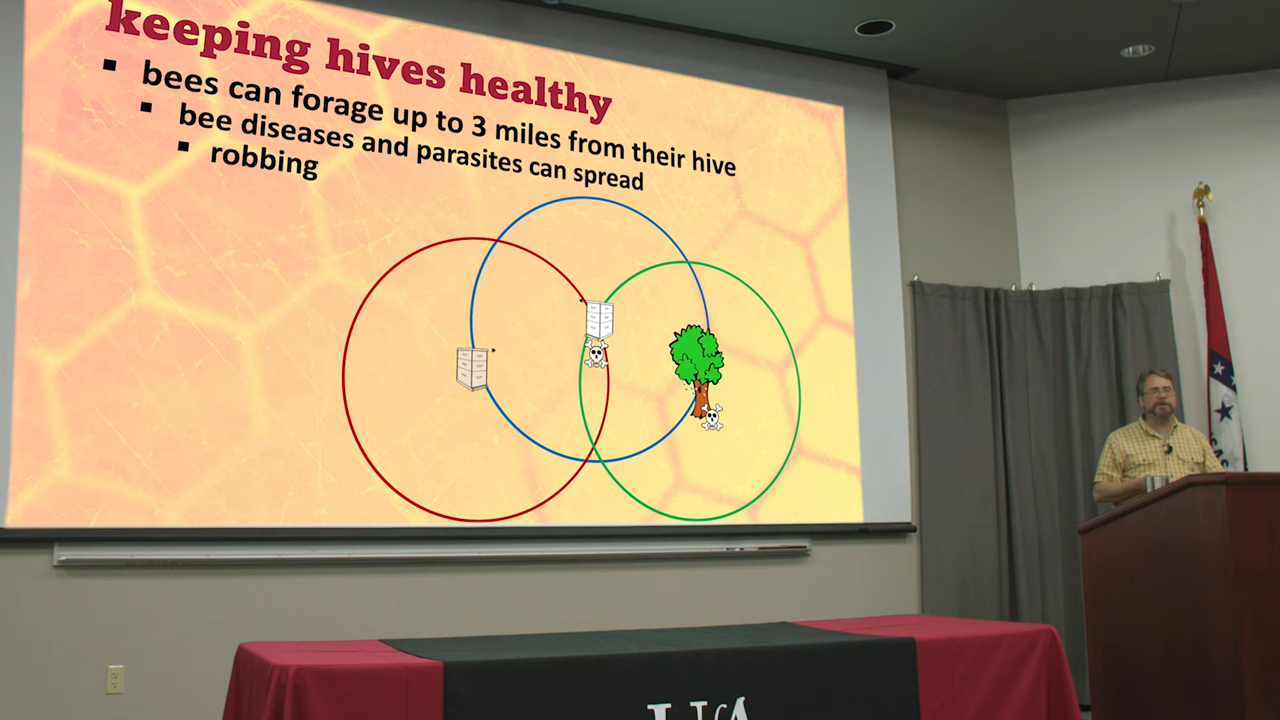 keeping hives healthy
bees can forage up to 3 miles from their hive
bee diseases and parasites can spread
robbing